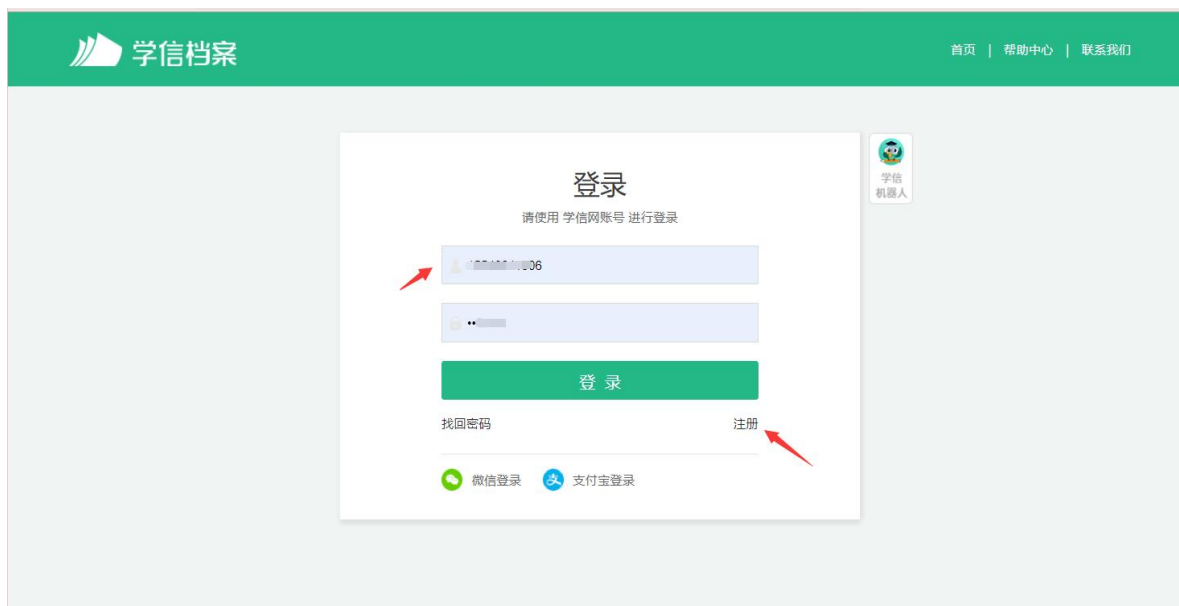 学信档案
首页 | 帮助中心 | 联系我们
登录
请使用 学信网账号 进行登录
学信
机器人
登 录
找回密码
注册
微信登录
支付宝登录